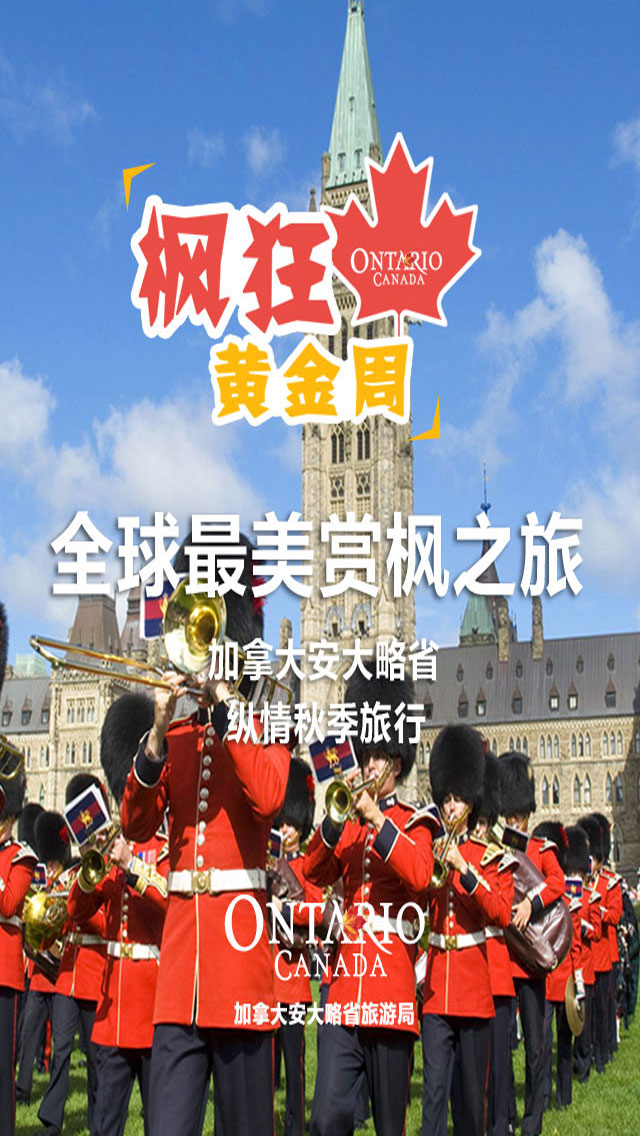 疯狂
ONTARIO
CANADA
黄金周
全球最美赏枫之旅
加拿大安大略省
纵情秋季旅行
ONTARIO
CANADA
加拿大安大略省旅游局